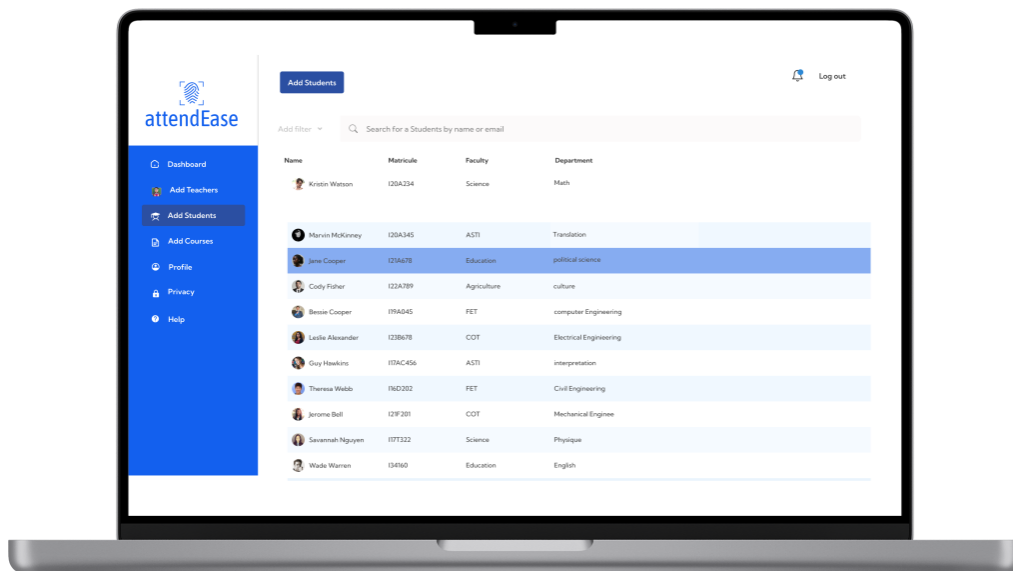 Add Students
Log out
attendEase
Add filter
Search for a Students by name or email
Dashboard
Add Teachers
Add Students
Add Courses
Profile
Privacy
Help
Name Matricule Faculty Department
Kristin Watson I20A234 Science Math
Marvin McKinney I20A345 ASTI Translation
Jane Cooper I21A678 Education political science
Cody Fisher I22A789 Agriculture culture
Bessie Cooper I19A045 FET computer Engineering
Leslie Alexander I23B678 COT Electrical Enginieering
Guy Hawkins I17AC456 ASTI interpretation
Theresa Webb I16D202 FET Civil Engineering
Jerome Bell I21F201 COT Mechanical Enginee
Savannah Nguyen I17T322 Science Physique
Wade Warren I34160 Education English